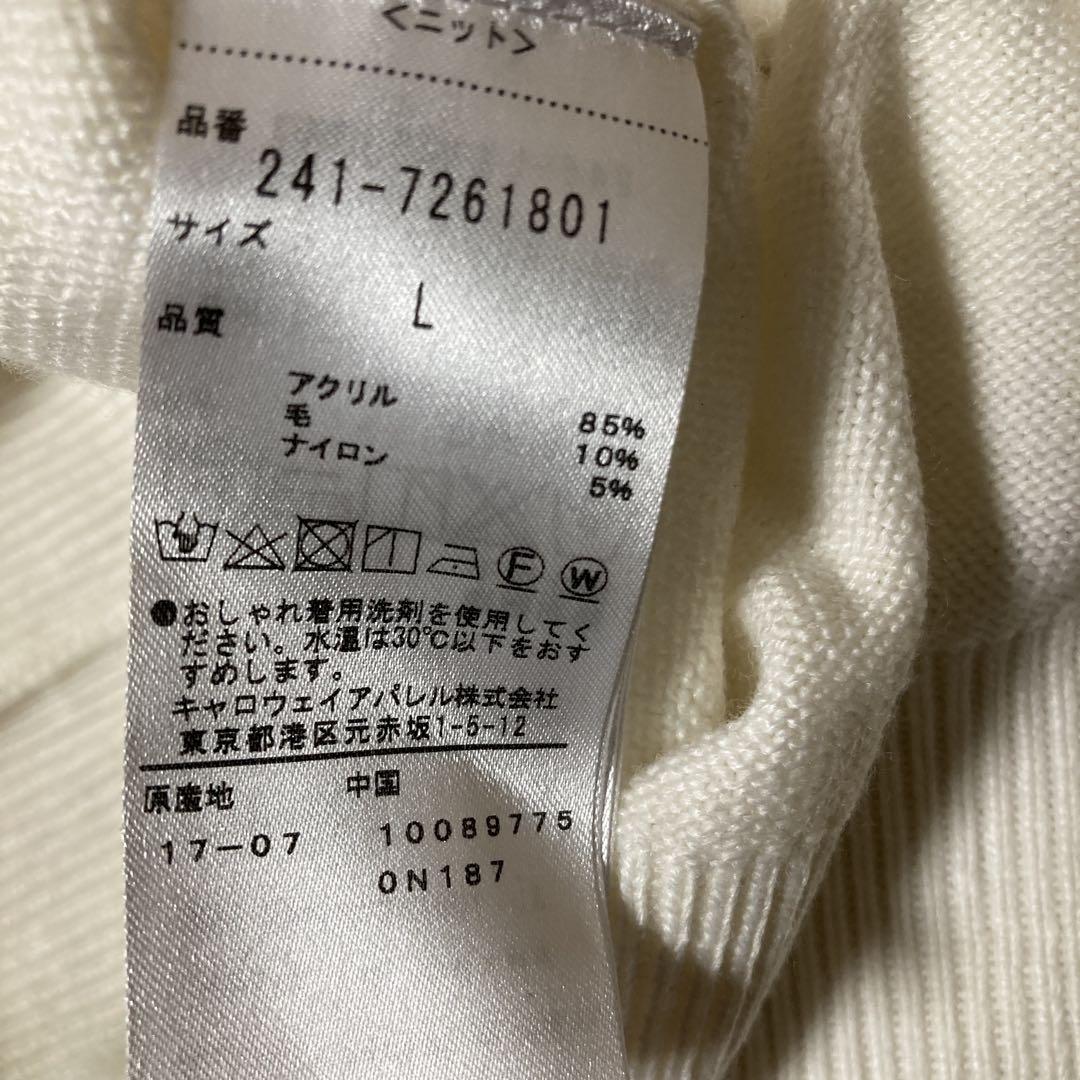 <ニット>
品番
241-7261801
サイズ
L
品質
アクリル 85%
毛 10%
ナイロン 5%
F W
●おしゃれ着用洗剤を使用してく
ださい。水温は30℃以下をおす
すめします。
キャロウェイアパレル株式会社
東京都港区元赤坂1-5-12
原産地 中国
17-07 10089775
0N187